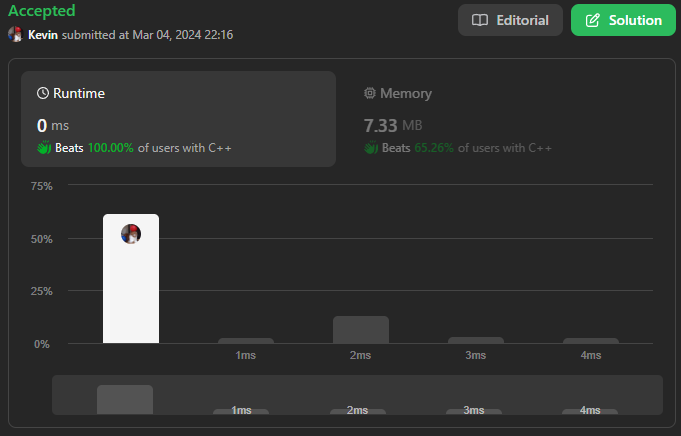 Accepted
Editorial
Solution
Kevin submitted at Mar 04, 2024 22:16
Runtime
Memory
0 ms
7.33 MB
Beats 100.00% of users with C++
Beats 65.26% of users with C++
75%
50%
25%
0%
1ms 2ms 3ms 4ms
1ms 2ms 3ms 4ms